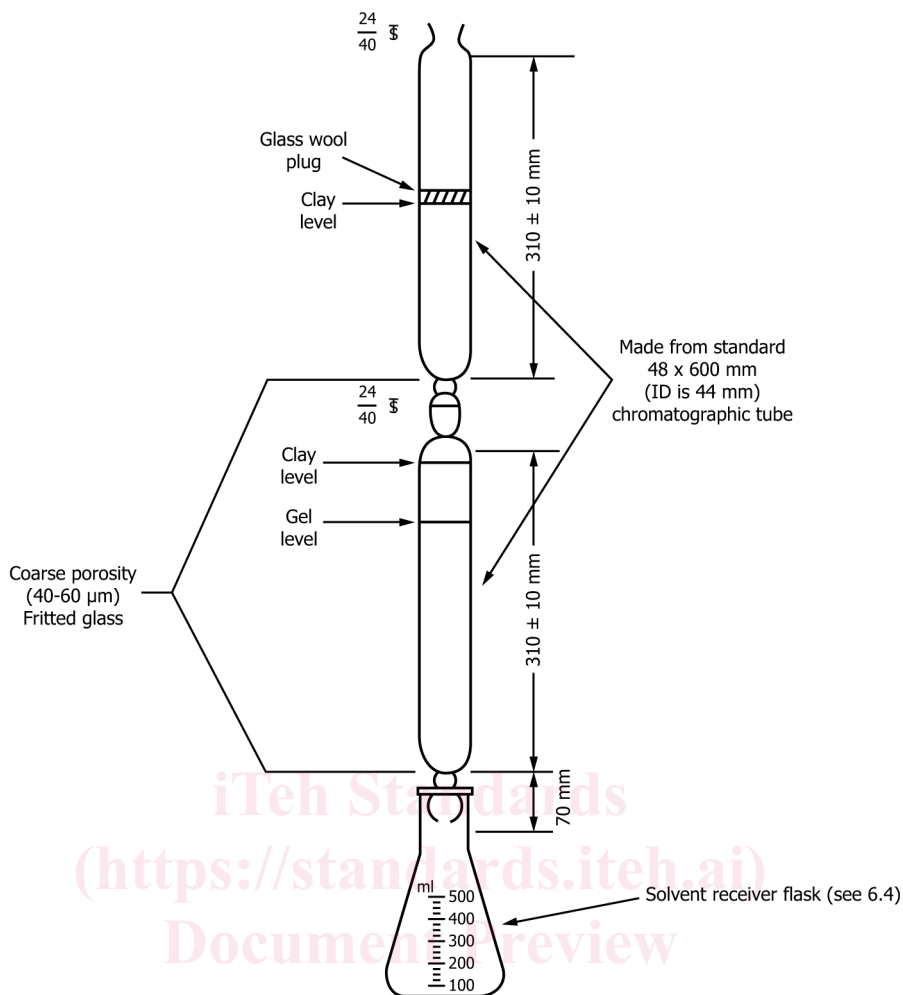 24
40 ⍕
Glass wool
plug
Clay
level
310 ± 10 mm
Made from standard
48 x 600 mm
(ID is 44 mm)
chromatographic tube
24
40
Clay
level
Gel
level
310 ± 10 mm
Coarse porosity
(40-60 µm)
Fritted glass
70 mm
iTeh Standards
(https://standards.iteh.ai)
Document Preview
ml
500
400
300
200
100
Solvent receiver flask (see 6.4)